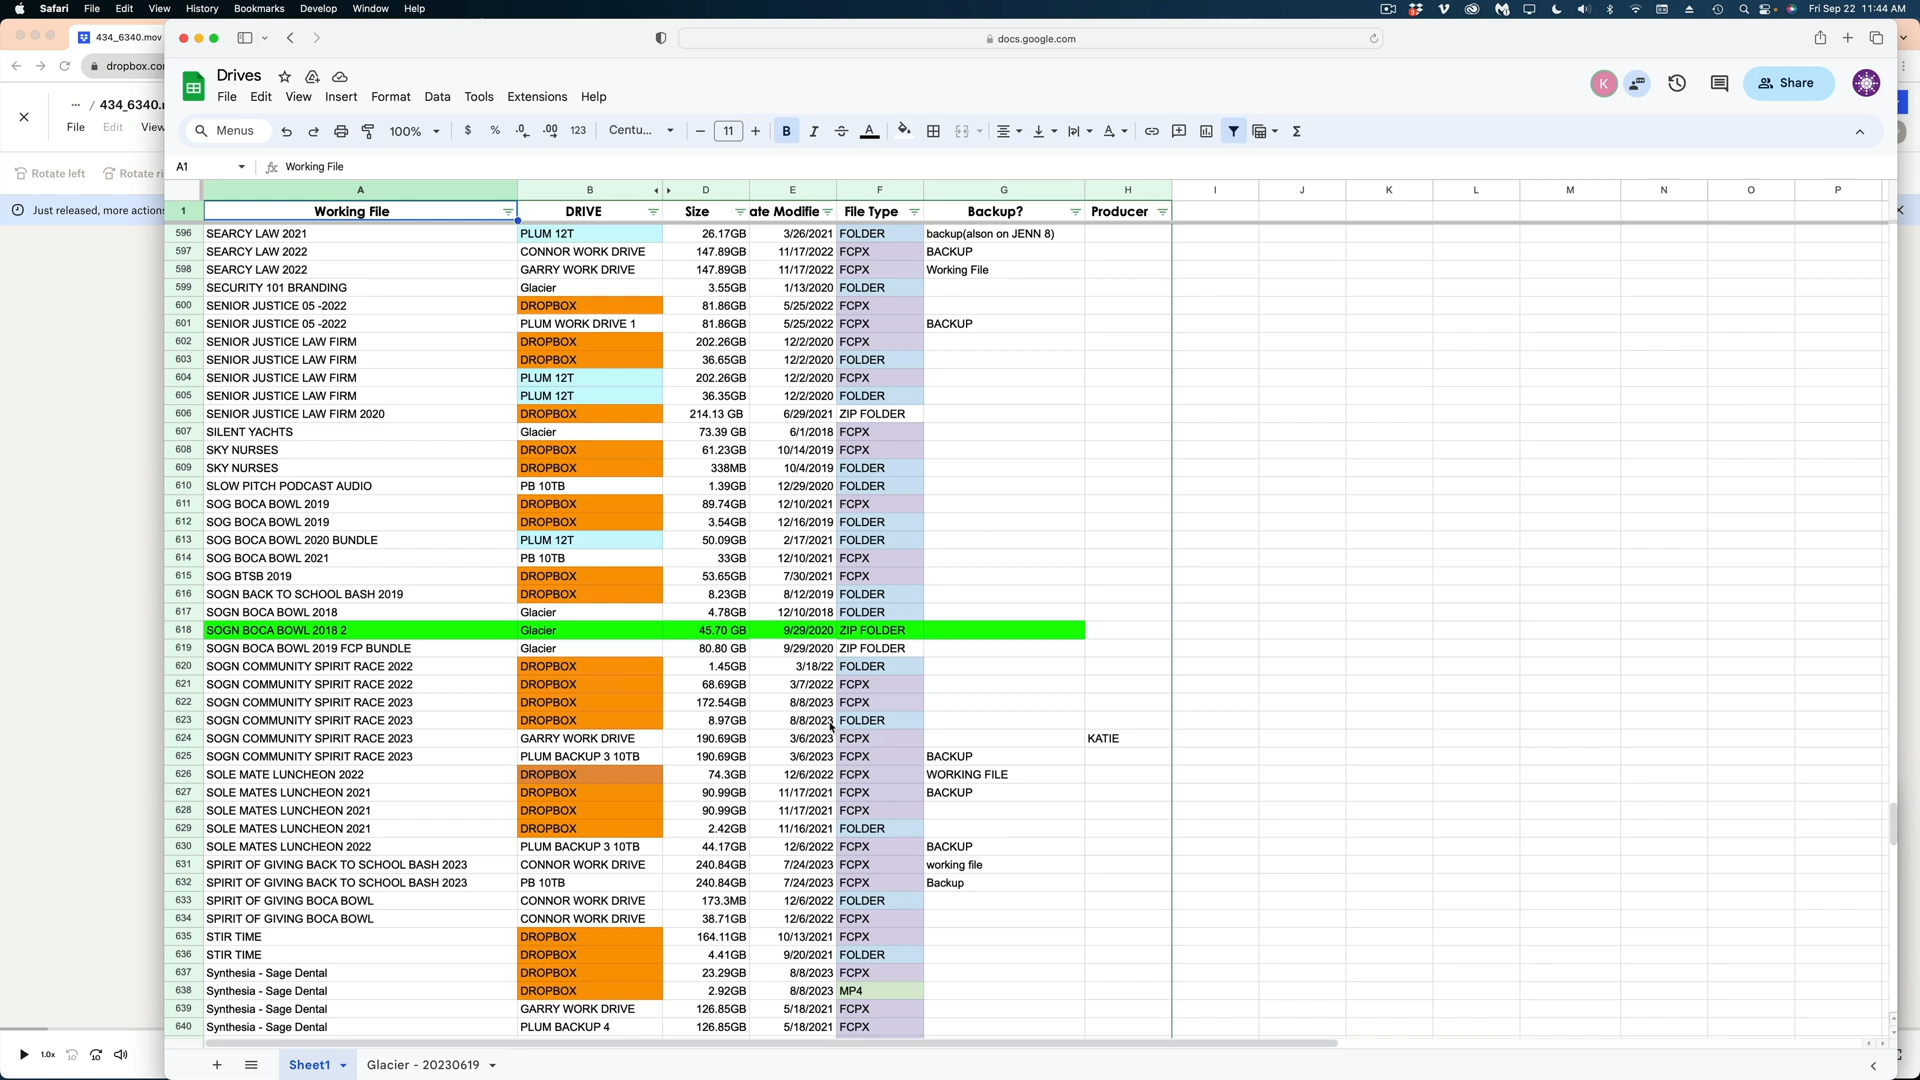 Safari File Edit View History Bookmarks Develop Window Help Fri Sep 22 11:44 AM
434_6340.mov docs.google.com
dropbox.co
Drives
File Edit View Insert Format Data Tools Extensions Help K Share
... / 434_6340.
File Edit View
Menus 100% $ % .0 .00 123 Centu... 11 B I
Rotate left Rotate ri
A1 fx Working File
Just released, more actions
A B D E F G H I J K L M N O P
1 Working File DRIVE Size ate Modifie File Type Backup? Producer
596 SEARCY LAW 2021 PLUM 12T 26.17GB 3/26/2021 FOLDER backup(alson on JENN 8)
597 SEARCY LAW 2022 CONNOR WORK DRIVE 147.89GB 11/17/2022 FCPX BACKUP
598 SEARCY LAW 2022 GARRY WORK DRIVE 147.89GB 11/17/2022 FCPX Working File
599 SECURITY 101 BRANDING Glacier 3.55GB 1/13/2020 FOLDER
600 SENIOR JUSTICE 05 -2022 DROPBOX 81.86GB 5/25/2022 FCPX
601 SENIOR JUSTICE 05 -2022 PLUM WORK DRIVE 1 81.86GB 5/25/2022 FCPX BACKUP
602 SENIOR JUSTICE LAW FIRM DROPBOX 202.26GB 12/2/2020 FCPX
603 SENIOR JUSTICE LAW FIRM DROPBOX 36.65GB 12/2/2020 FOLDER
604 SENIOR JUSTICE LAW FIRM PLUM 12T 202.26GB 12/2/2020 FCPX
605 SENIOR JUSTICE LAW FIRM PLUM 12T 36.35GB 12/2/2020 FOLDER
606 SENIOR JUSTICE LAW FIRM 2020 DROPBOX 214.13 GB 6/29/2021 ZIP FOLDER
607 SILENT YACHTS Glacier 73.39 GB 6/1/2018 FCPX
608 SKY NURSES DROPBOX 61.23GB 10/14/2019 FCPX
609 SKY NURSES DROPBOX 338MB 10/4/2019 FOLDER
610 SLOW PITCH PODCAST AUDIO PB 10TB 1.39GB 12/29/2020 FOLDER
611 SOG BOCA BOWL 2019 DROPBOX 89.74GB 12/10/2021 FCPX
612 SOG BOCA BOWL 2019 DROPBOX 3.54GB 12/16/2019 FOLDER
613 SOG BOCA BOWL 2020 BUNDLE PLUM 12T 50.09GB 2/17/2021 FOLDER
614 SOG BOCA BOWL 2021 PB 10TB 33GB 12/10/2021 FCPX
615 SOG BTSB 2019 DROPBOX 53.65GB 7/30/2021 FCPX
616 SOGN BACK TO SCHOOL BASH 2019 DROPBOX 8.23GB 8/12/2019 FOLDER
617 SOGN BOCA BOWL 2018 Glacier 4.78GB 12/10/2018 FOLDER
618 SOGN BOCA BOWL 2018 2 Glacier 45.70 GB 9/29/2020 ZIP FOLDER
619 SOGN BOCA BOWL 2019 FCP BUNDLE Glacier 80.80 GB 9/29/2020 ZIP FOLDER
620 SOGN COMMUNITY SPIRIT RACE 2022 DROPBOX 1.45GB 3/18/22 FOLDER
621 SOGN COMMUNITY SPIRIT RACE 2022 DROPBOX 68.69GB 3/7/2022 FCPX
622 SOGN COMMUNITY SPIRIT RACE 2023 DROPBOX 172.54GB 8/8/2023 FCPX
623 SOGN COMMUNITY SPIRIT RACE 2023 DROPBOX 8.97GB 8/8/2023 FOLDER
624 SOGN COMMUNITY SPIRIT RACE 2023 GARRY WORK DRIVE 190.69GB 3/6/2023 FCPX KATIE
625 SOGN COMMUNITY SPIRIT RACE 2023 PLUM BACKUP 3 10TB 190.69GB 3/6/2023 FCPX BACKUP
626 SOLE MATE LUNCHEON 2022 DROPBOX 74.3GB 12/6/2022 FCPX WORKING FILE
627 SOLE MATES LUNCHEON 2021 DROPBOX 90.99GB 11/17/2021 FCPX BACKUP
628 SOLE MATES LUNCHEON 2021 DROPBOX 90.99GB 11/17/2021 FCPX
629 SOLE MATES LUNCHEON 2021 DROPBOX 2.42GB 11/16/2021 FOLDER
630 SOLE MATES LUNCHEON 2022 PLUM BACKUP 3 10TB 44.17GB 12/6/2022 FCPX BACKUP
631 SPIRIT OF GIVING BACK TO SCHOOL BASH 2023 CONNOR WORK DRIVE 240.84GB 7/24/2023 FCPX working file
632 SPIRIT OF GIVING BACK TO SCHOOL BASH 2023 PB 10TB 240.84GB 7/24/2023 FCPX Backup
633 SPIRIT OF GIVING BOCA BOWL CONNOR WORK DRIVE 173.3MB 12/6/2022 FOLDER
634 SPIRIT OF GIVING BOCA BOWL CONNOR WORK DRIVE 38.71GB 12/6/2022 FCPX
635 STIR TIME DROPBOX 164.11GB 10/13/2021 FCPX
636 STIR TIME DROPBOX 4.41GB 9/20/2021 FOLDER
637 Synthesia - Sage Dental DROPBOX 23.29GB 8/8/2023 FCPX
638 Synthesia - Sage Dental DROPBOX 2.92GB 8/8/2023 MP4
639 Synthesia - Sage Dental GARRY WORK DRIVE 126.85GB 5/18/2021 FCPX
640 Synthesia - Sage Dental PLUM BACKUP 4 126.85GB 5/18/2021 FCPX
1.0x 10 10
Sheet1 Glacier - 20230619